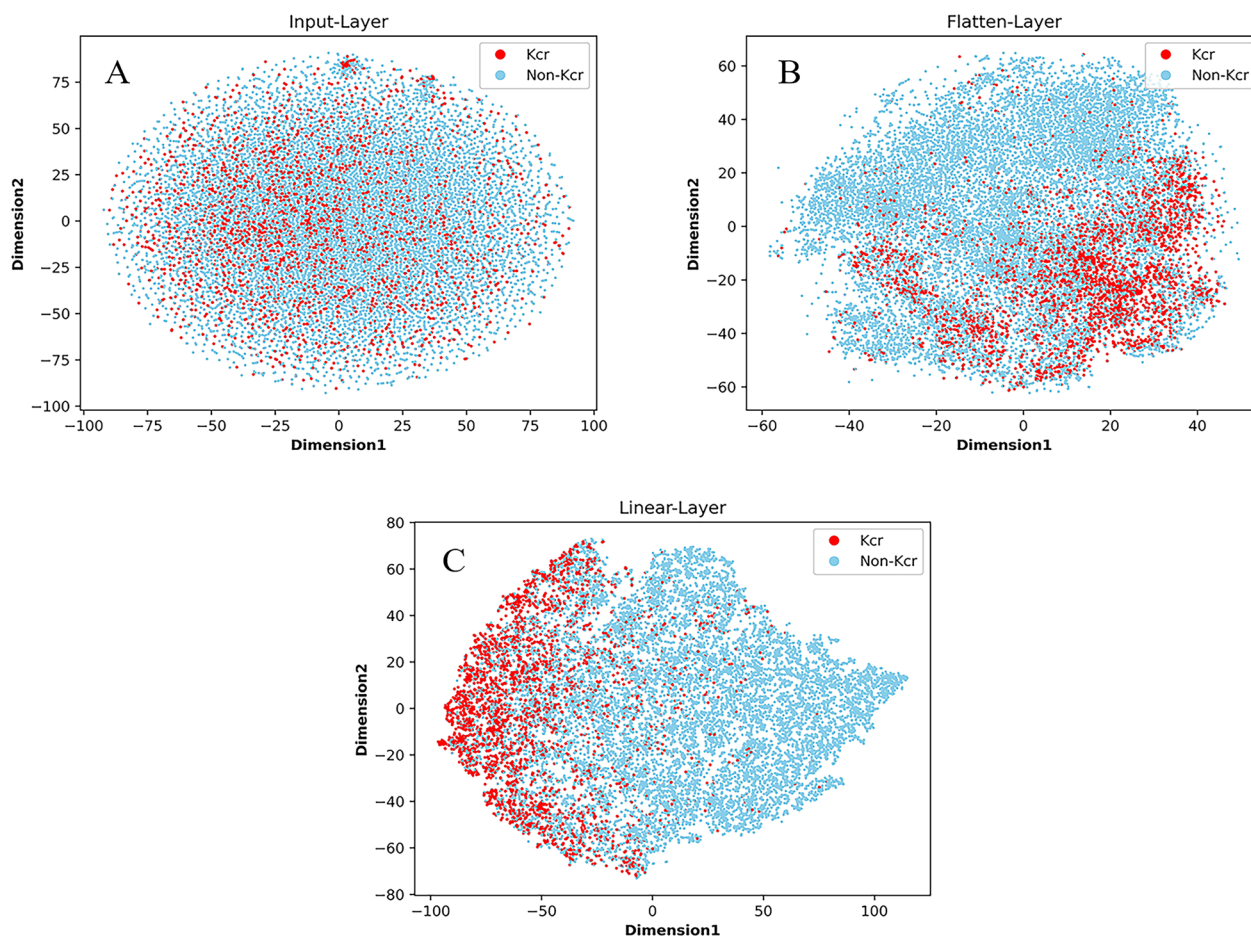 Input-Layer
A
Kcr
Non-Kcr
Dimension2
75
50
25
0
−25
−50
−75
−100
−100 −75 −50 −25 0 25 50 75 100
Dimension1
Flatten-Layer
B
Kcr
Non-Kcr
Dimension2
60
40
20
0
−20
−40
−60
−60 −40 −20 0 20 40
Dimension1
Linear-Layer
C
Kcr
Non-Kcr
Dimension2
80
60
40
20
0
−20
−40
−60
−80
−100 −50 0 50 100
Dimension1